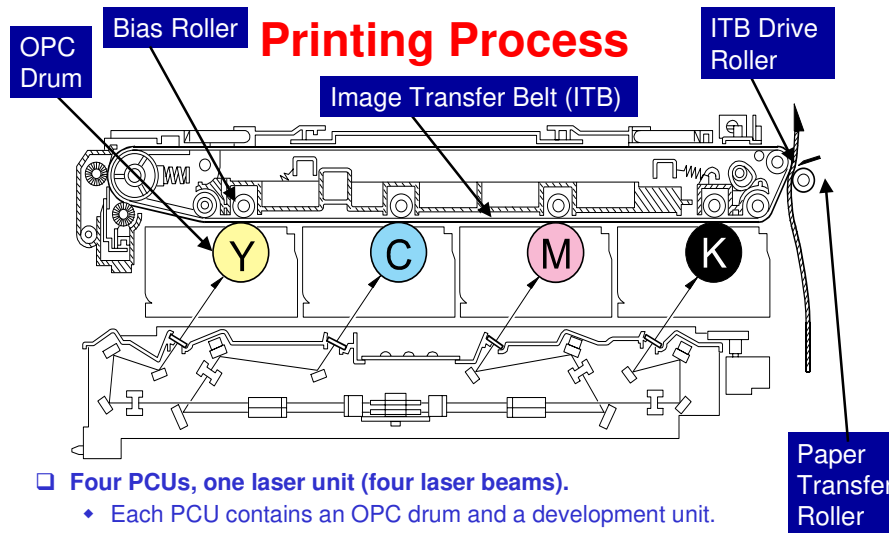 Printing Process
OPC
Drum
Bias Roller
Image Transfer Belt (ITB)
ITB Drive
Roller
Y
C
M
K
Paper
Transfer
Roller
❑ Four PCUs, one laser unit (four laser beams).
◆ Each PCU contains an OPC drum and a development unit.